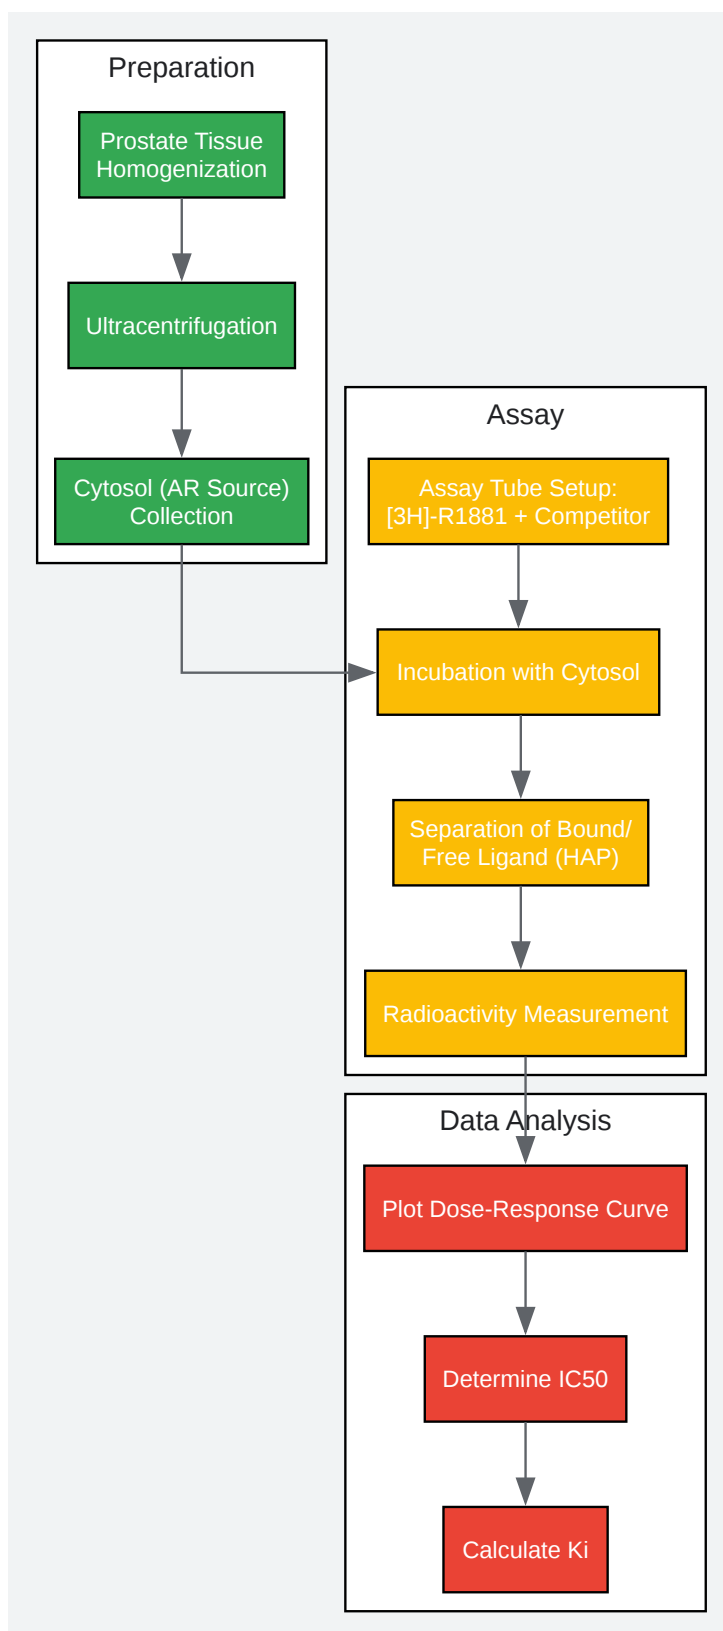 Preparation
Prostate Tissue
Homogenization
Ultracentrifugation
Cytosol (AR Source)
Collection
Assay
Assay Tube Setup:
[3H]-R1881 + Competitor
Incubation with Cytosol
Separation of Bound/
Free Ligand (HAP)
Radioactivity Measurement
Data Analysis
Plot Dose-Response Curve
Determine IC50
Calculate Ki